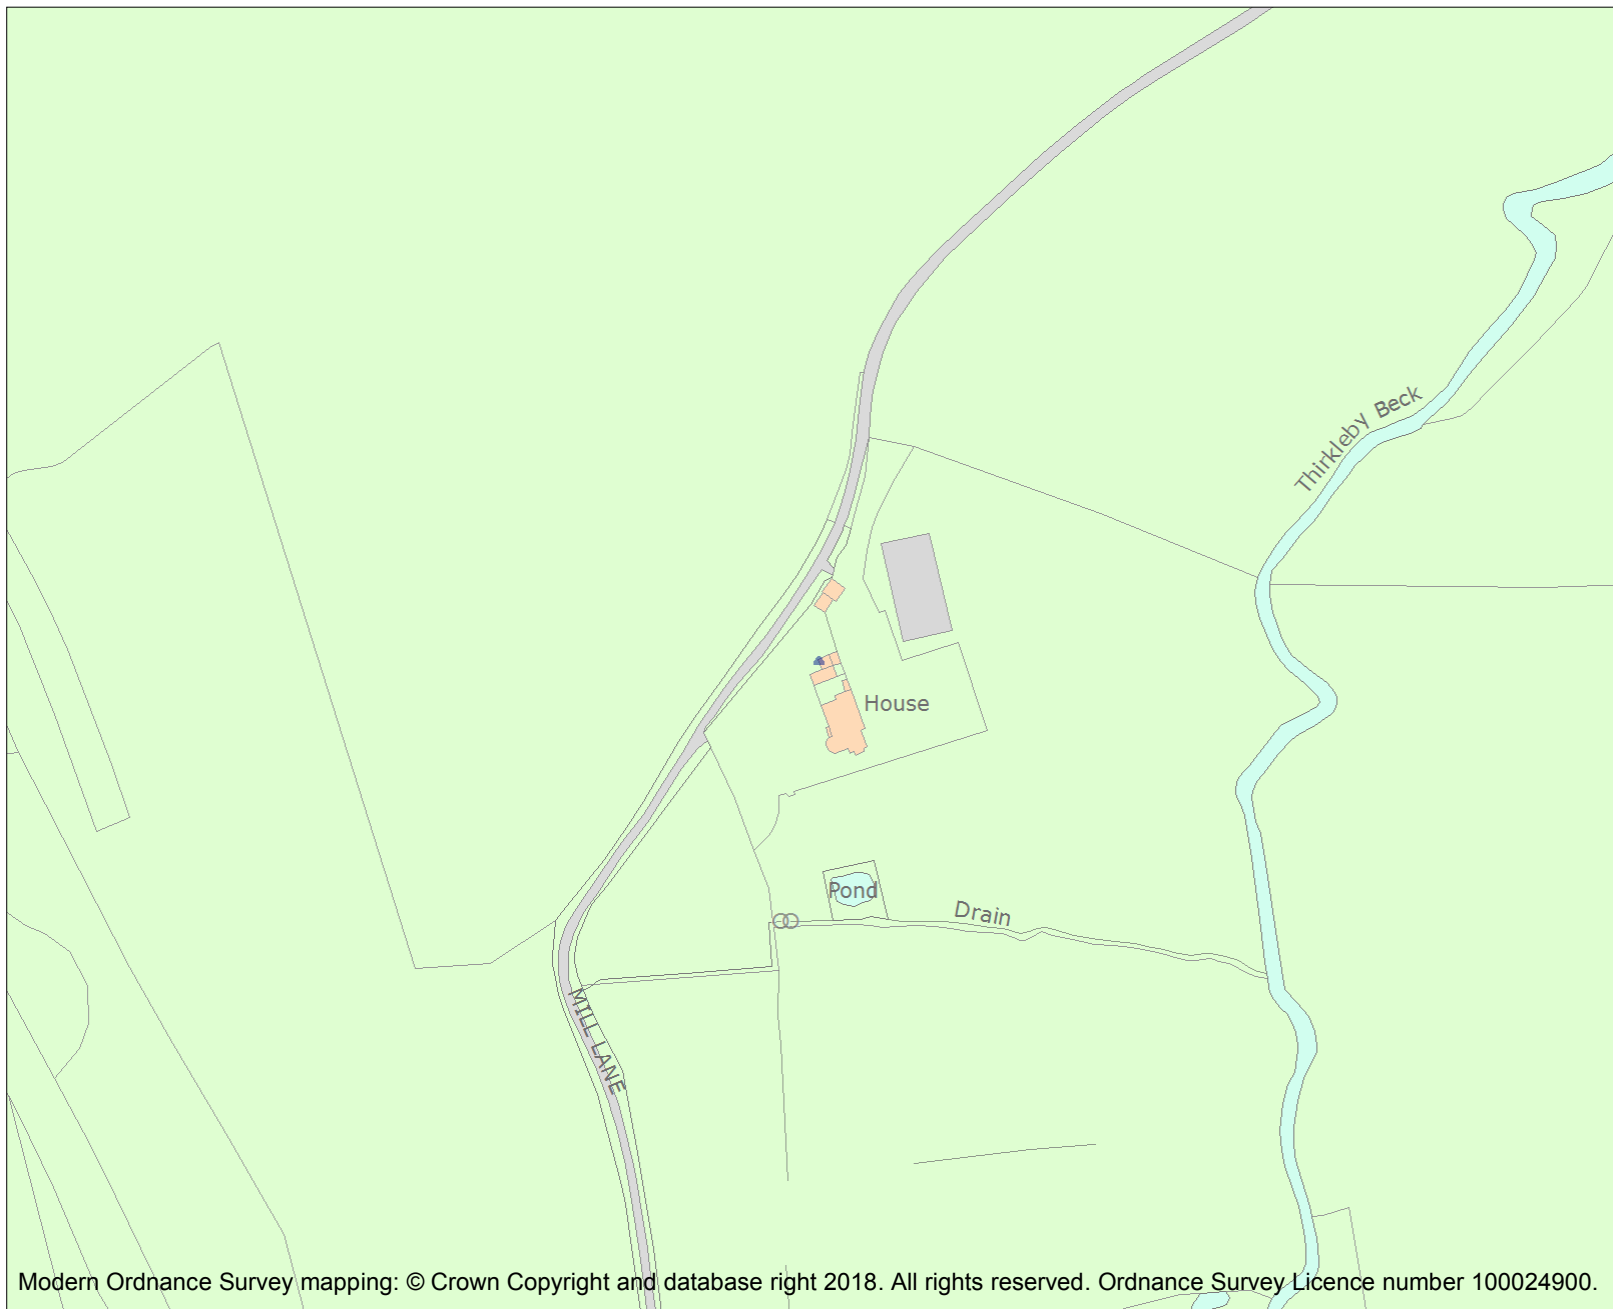 Thirkleby Beck
House
Pond
Drain
MILL LANE
Modern Ordnance Survey mapping: © Crown Copyright and database right 2018. All rights reserved. Ordnance Survey Licence number 100024900.